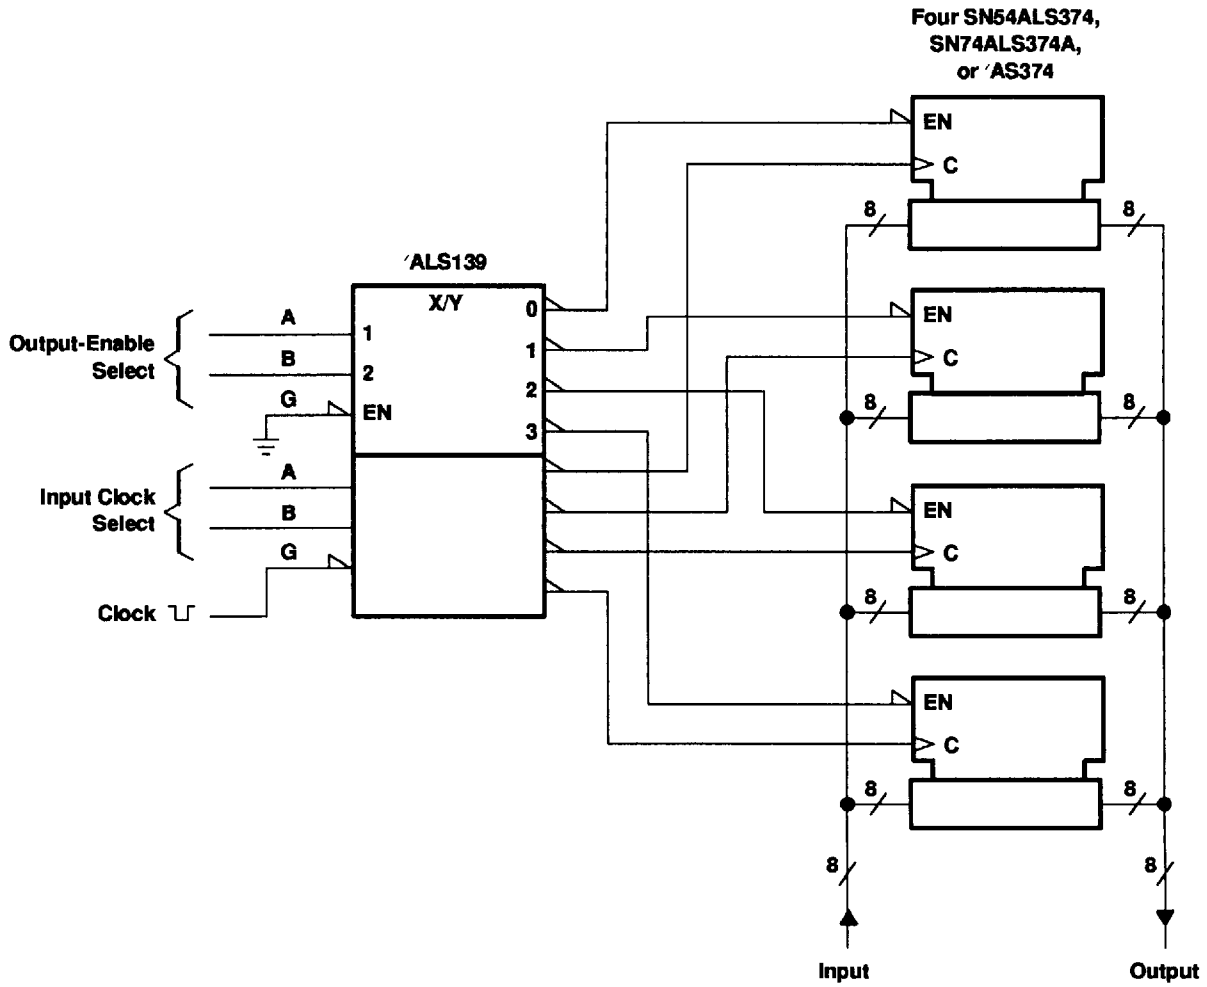 Four SN54ALS374,
SN74ALS374A,
or ′AS374
EN
C
8
8
′ALS139
X/Y
0
1
2
3
Output-Enable
Select
A
1
B
2
G
EN
Input Clock
Select
A
B
G
Clock
EN
C
8
8
EN
C
8
8
EN
C
8
8
8
8
Input
Output